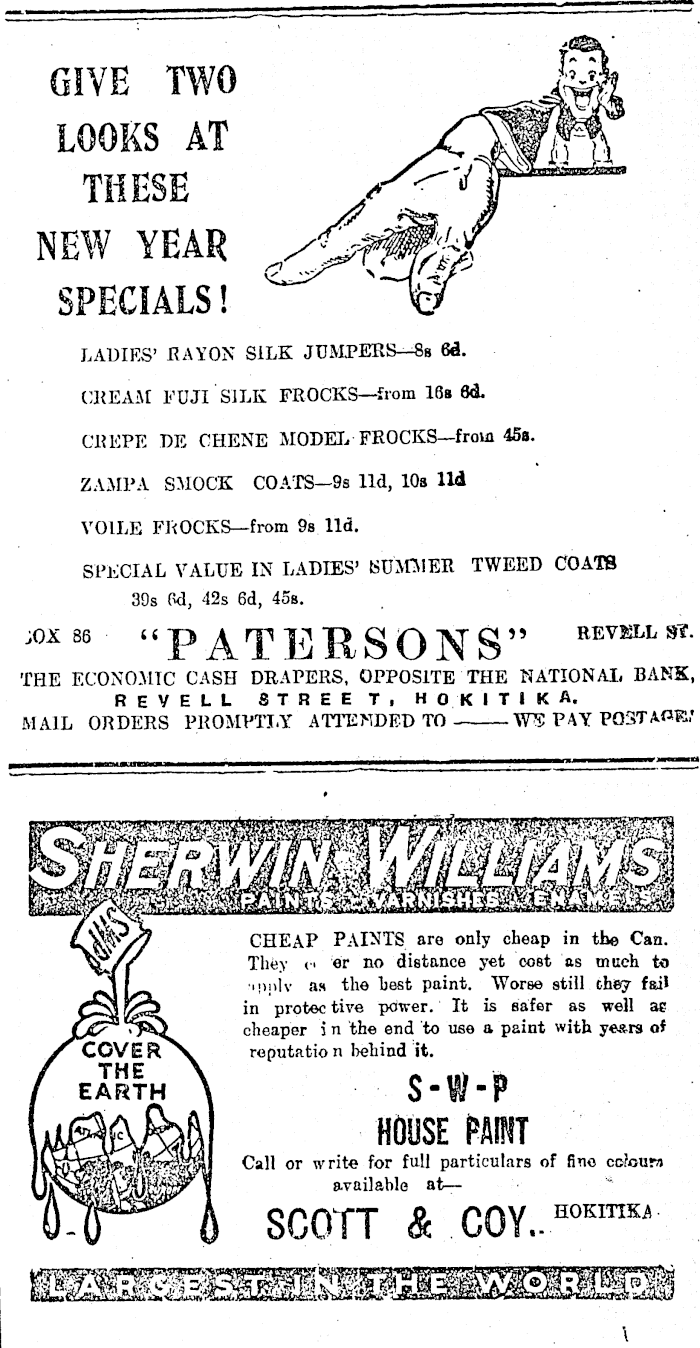 GIVE TWO
LOOKS AT
THESE
NEW YEAR
SPECIALS!
LADIES' RAYON SILK JUMPERS—8s 6d.
CREAM FUJI SILK FROCKS—from 16s 6d.
CREPE DE CHENE MODEL FROCKS—from 45s.
ZAMPA SMOCK COATS—9s 11d, 10s 11d
VOILE FROCKS—from 9s 11d.
SPECIAL VALUE IN LADIES' SUMMER TWEED COATS
39s 6d, 42s 6d, 45s.
BOX 86 "PATERSONS" REVELL ST.
THE ECONOMIC CASH DRAPERS, OPPOSITE THE NATIONAL BANK,
REVELL STREET, HOKITIKA.
MAIL ORDERS PROMPTLY ATTENDED TO —— WE PAY POSTAGE!
SHERWIN-WILLIAMS
PAINTS VARNISHES ENAMELS
SWP
COVER
THE
EARTH
CHEAP PAINTS are only cheap in the Can.
They er no distance yet cost as much to
apply as the best paint. Worse still they fail
in protective power. It is safer as well as
cheaper in the end to use a paint with years of
reputation behind it.
S-W-P
HOUSE PAINT
Call or write for full particulars of fine colours
available at—
SCOTT & COY., HOKITIKA
LARGEST IN THE WORLD